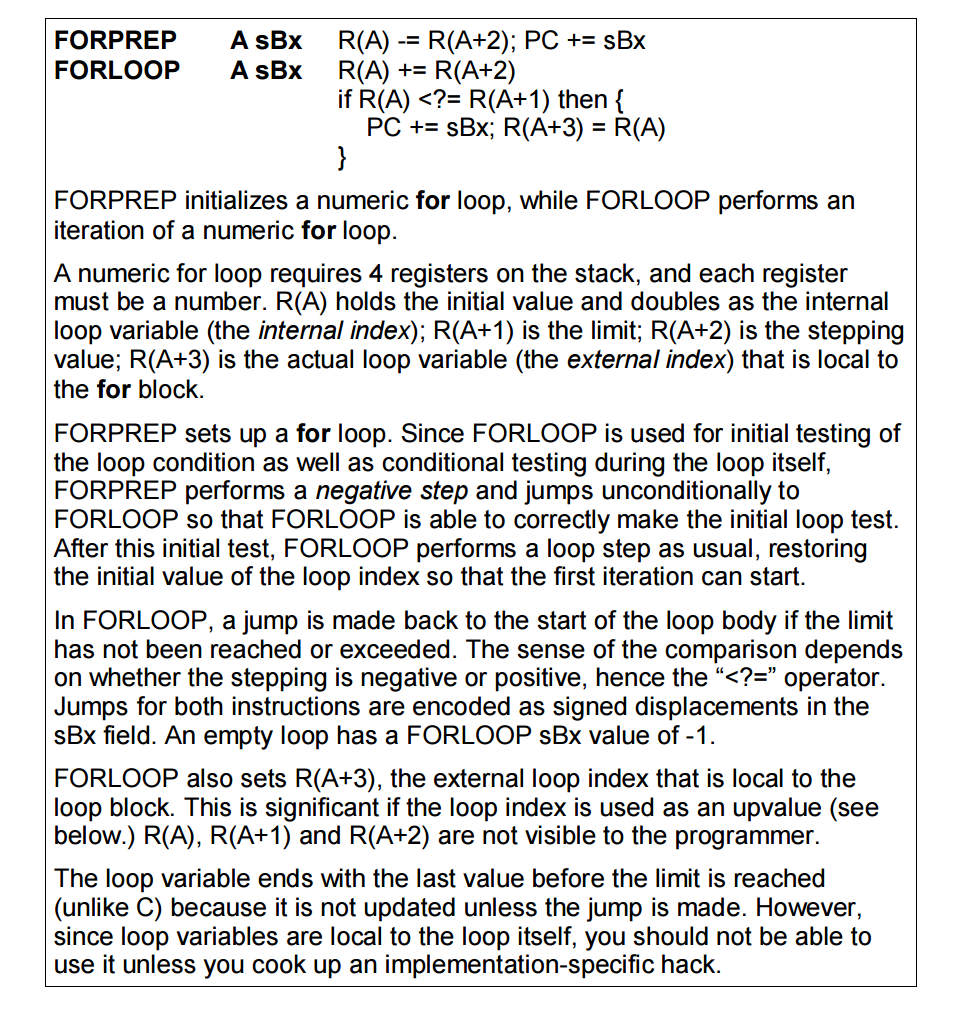 FORPREP A sBx R(A) -= R(A+2); PC += sBx
FORLOOP A sBx R(A) += R(A+2)
if R(A) <?= R(A+1) then {
PC += sBx; R(A+3) = R(A)
}
FORPREP initializes a numeric for loop, while FORLOOP performs an
iteration of a numeric for loop.
A numeric for loop requires 4 registers on the stack, and each register
must be a number. R(A) holds the initial value and doubles as the internal
loop variable (the internal index); R(A+1) is the limit; R(A+2) is the stepping
value; R(A+3) is the actual loop variable (the external index) that is local to
the for block.
FORPREP sets up a for loop. Since FORLOOP is used for initial testing of
the loop condition as well as conditional testing during the loop itself,
FORPREP performs a negative step and jumps unconditionally to
FORLOOP so that FORLOOP is able to correctly make the initial loop test.
After this initial test, FORLOOP performs a loop step as usual, restoring
the initial value of the loop index so that the first iteration can start.
In FORLOOP, a jump is made back to the start of the loop body if the limit
has not been reached or exceeded. The sense of the comparison depends
on whether the stepping is negative or positive, hence the “<?=” operator.
Jumps for both instructions are encoded as signed displacements in the
sBx field. An empty loop has a FORLOOP sBx value of -1.
FORLOOP also sets R(A+3), the external loop index that is local to the
loop block. This is significant if the loop index is used as an upvalue (see
below.) R(A), R(A+1) and R(A+2) are not visible to the programmer.
The loop variable ends with the last value before the limit is reached
(unlike C) because it is not updated unless the jump is made. However,
since loop variables are local to the loop itself, you should not be able to
use it unless you cook up an implementation-specific hack.